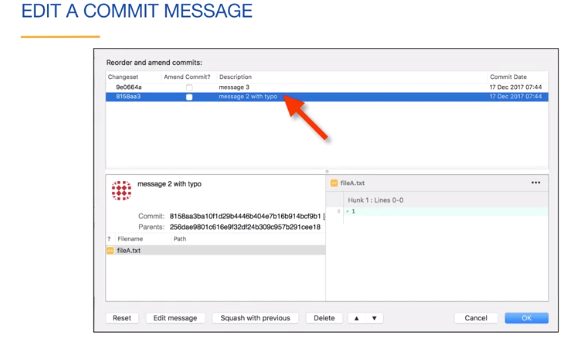 EDIT A COMMIT MESSAGE
Reorder and amend commits:
Changeset Amend Commit? Description Commit Date
9e0664a message 3 17 Dec 2017 07:44
8158aa3 message 2 with typo 17 Dec 2017 07:44
message 2 with typo
Commit: 8158aa3ba10f1d29b4446b404e7b16b914bcf9b1 [
Parents: 256dae9801c616e9f32df24b309c957b291cee18
? Filename Path
fileA.txt
fileA.txt •••
Hunk 1 : Lines 0-0
+ 1
Reset Edit message Squash with previous Delete ▲ ▼ Cancel OK